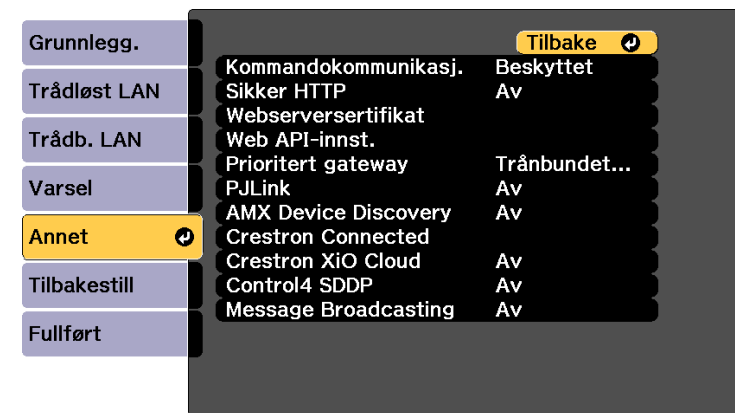 Grunnlegg.
Trådløst LAN
Trådb. LAN
Varsel
Annet
Tilbakestill
Fullført
Tilbake
Kommandokommunikasj. Beskyttet
Sikker HTTP Av
Webserversertifikat
Web API-innst.
Prioritert gateway Trånbundet...
PJLink Av
AMX Device Discovery Av
Crestron Connected
Crestron XiO Cloud Av
Control4 SDDP Av
Message Broadcasting Av